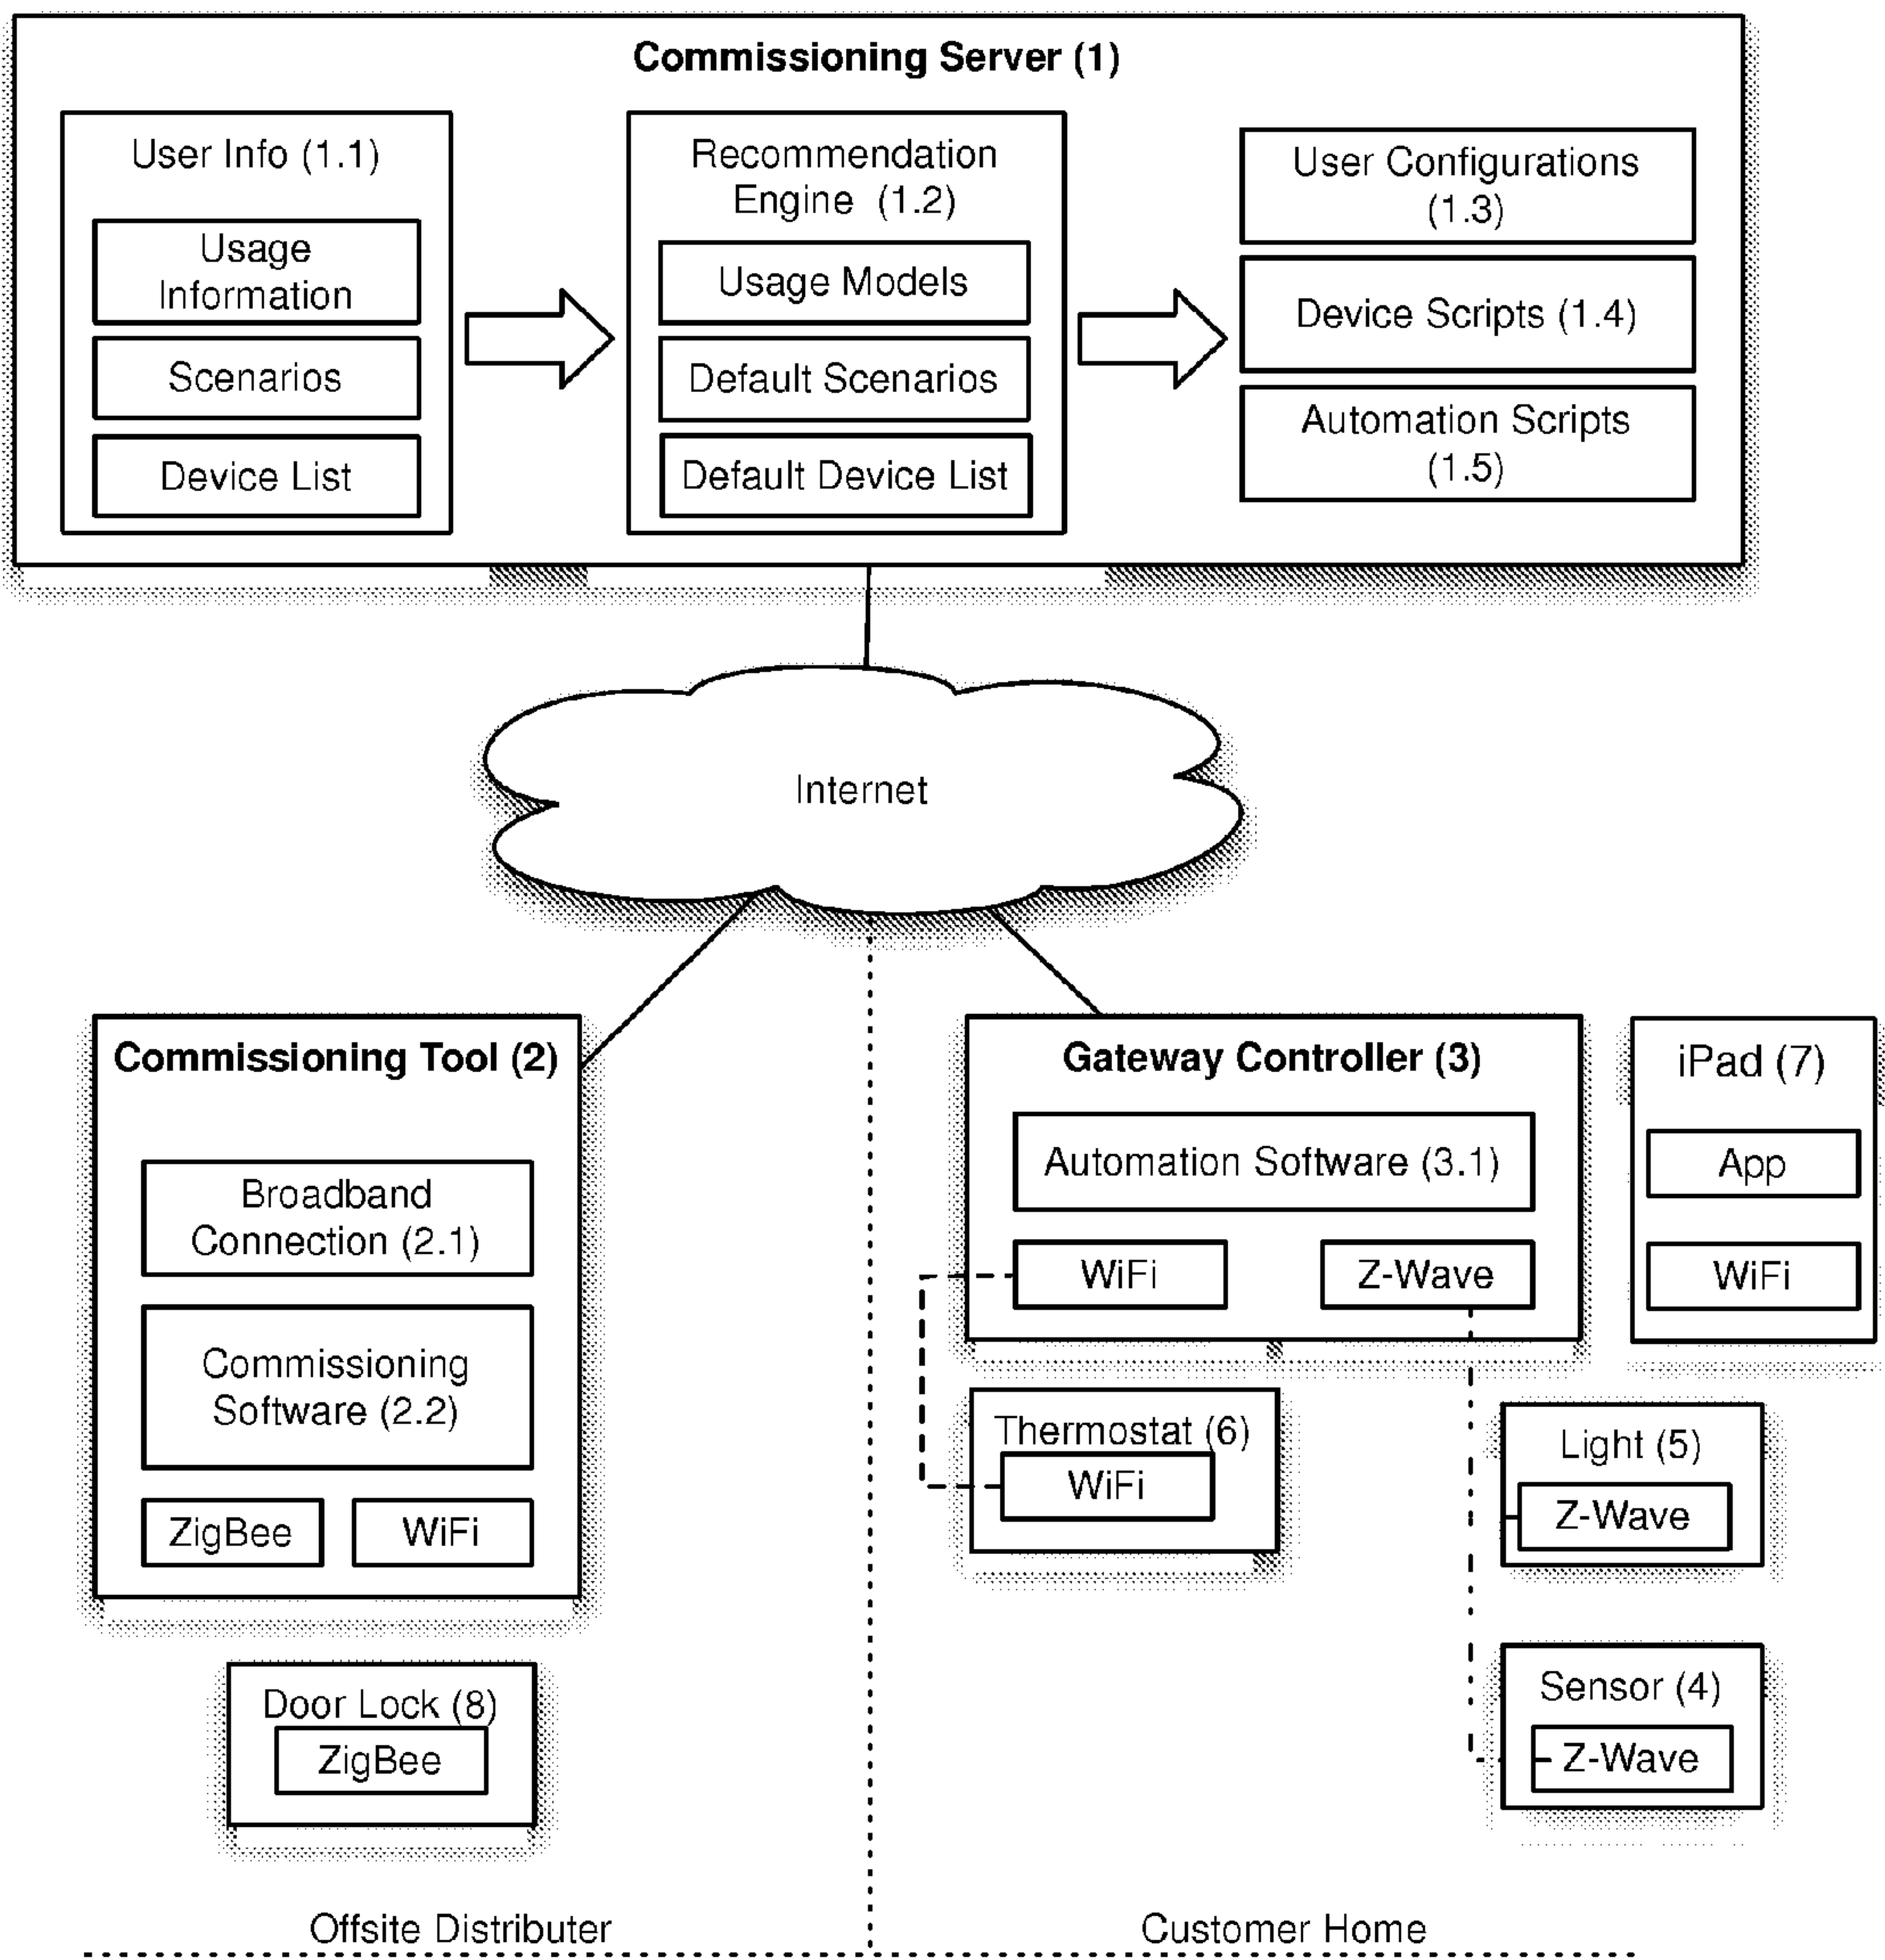 Commissioning Server (1)
User Info (1.1)
Usage
Information
Scenarios
Device List
Recommendation
Engine (1.2)
Usage Models
Default Scenarios
Default Device List
User Configurations
(1.3)
Device Scripts (1.4)
Automation Scripts
(1.5)
Internet
Commissioning Tool (2)
Broadband
Connection (2.1)
Commissioning
Software (2.2)
ZigBee
WiFi
Door Lock (8)
ZigBee
Gateway Controller (3)
Automation Software (3.1)
WiFi
Z-Wave
iPad (7)
App
WiFi
Thermostat (6)
WiFi
Light (5)
Z-Wave
Sensor (4)
Z-Wave
Offsite Distributer
Customer Home